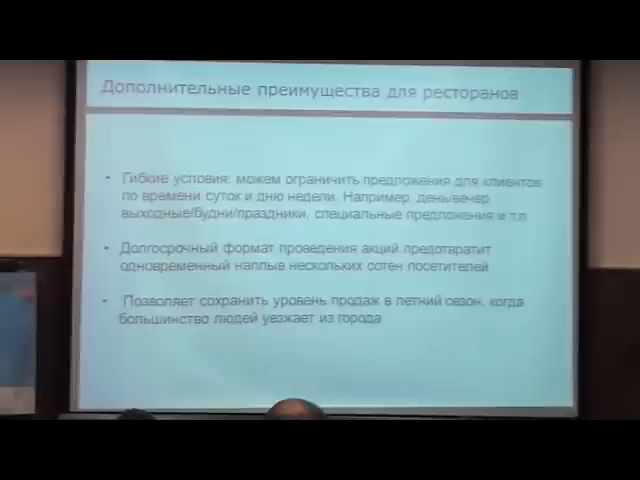 Дополнительные преимущества для ресторанов
• Гибкие условия: можем ограничить предложения для клиентов
по времени суток и дню недели. Например, день/вечер,
выходные/будни/праздники, специальные предложения и т.п
• Долгосрочный формат проведения акций предотвратит
одновременный наплыв нескольких сотен посетителей
• Позволяет сохранить уровень продаж в летний сезон, когда
большинство людей уезжает из города